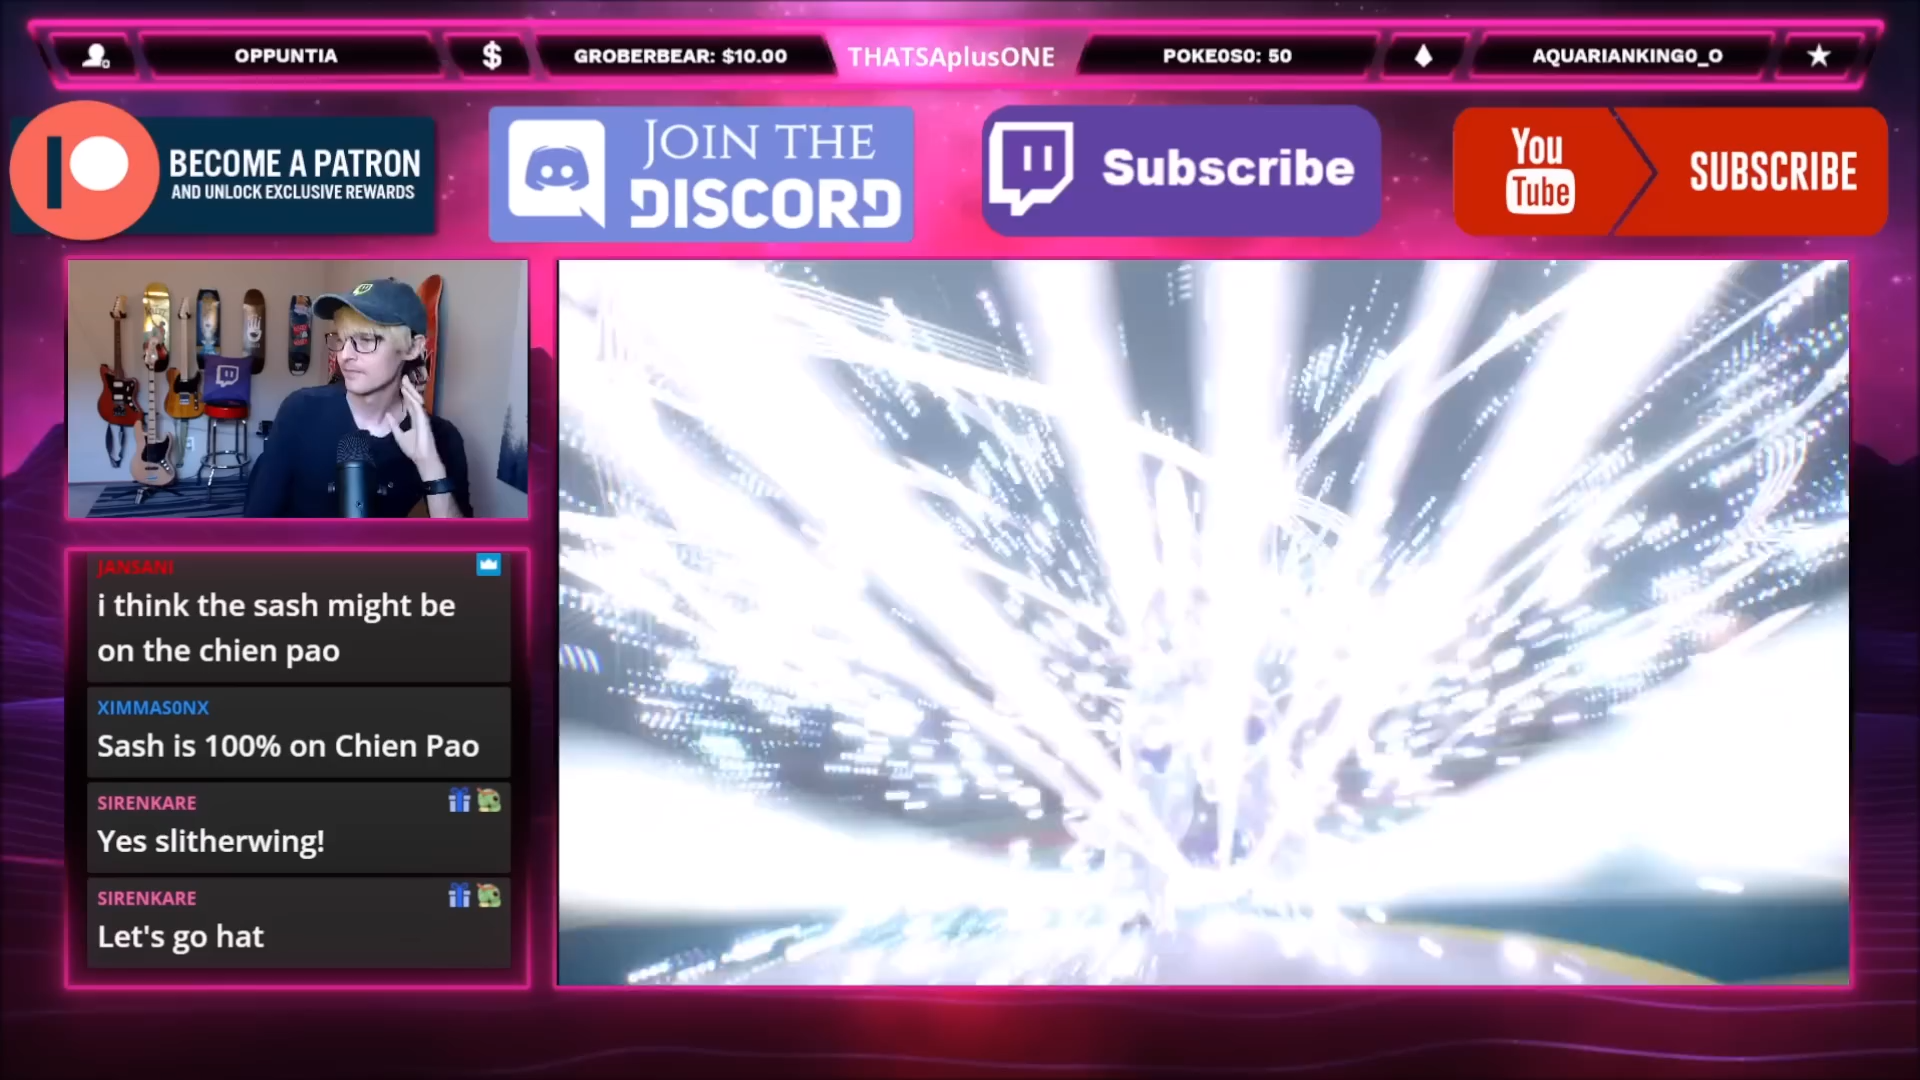 OPPUNTIA
$
GROBERBEAR: $10.00
THATSAplusONE
POKE0S0: 50
AQUARIANKING0_O
BECOME A PATRON
AND UNLOCK EXCLUSIVE REWARDS
JOIN THE
DISCORD
Subscribe
You
Tube
SUBSCRIBE
JANSANI
i think the sash might be
on the chien pao
XIMMAS0NX
Sash is 100% on Chien Pao
SIRENKARE
Yes slitherwing!
SIRENKARE
Let's go hat